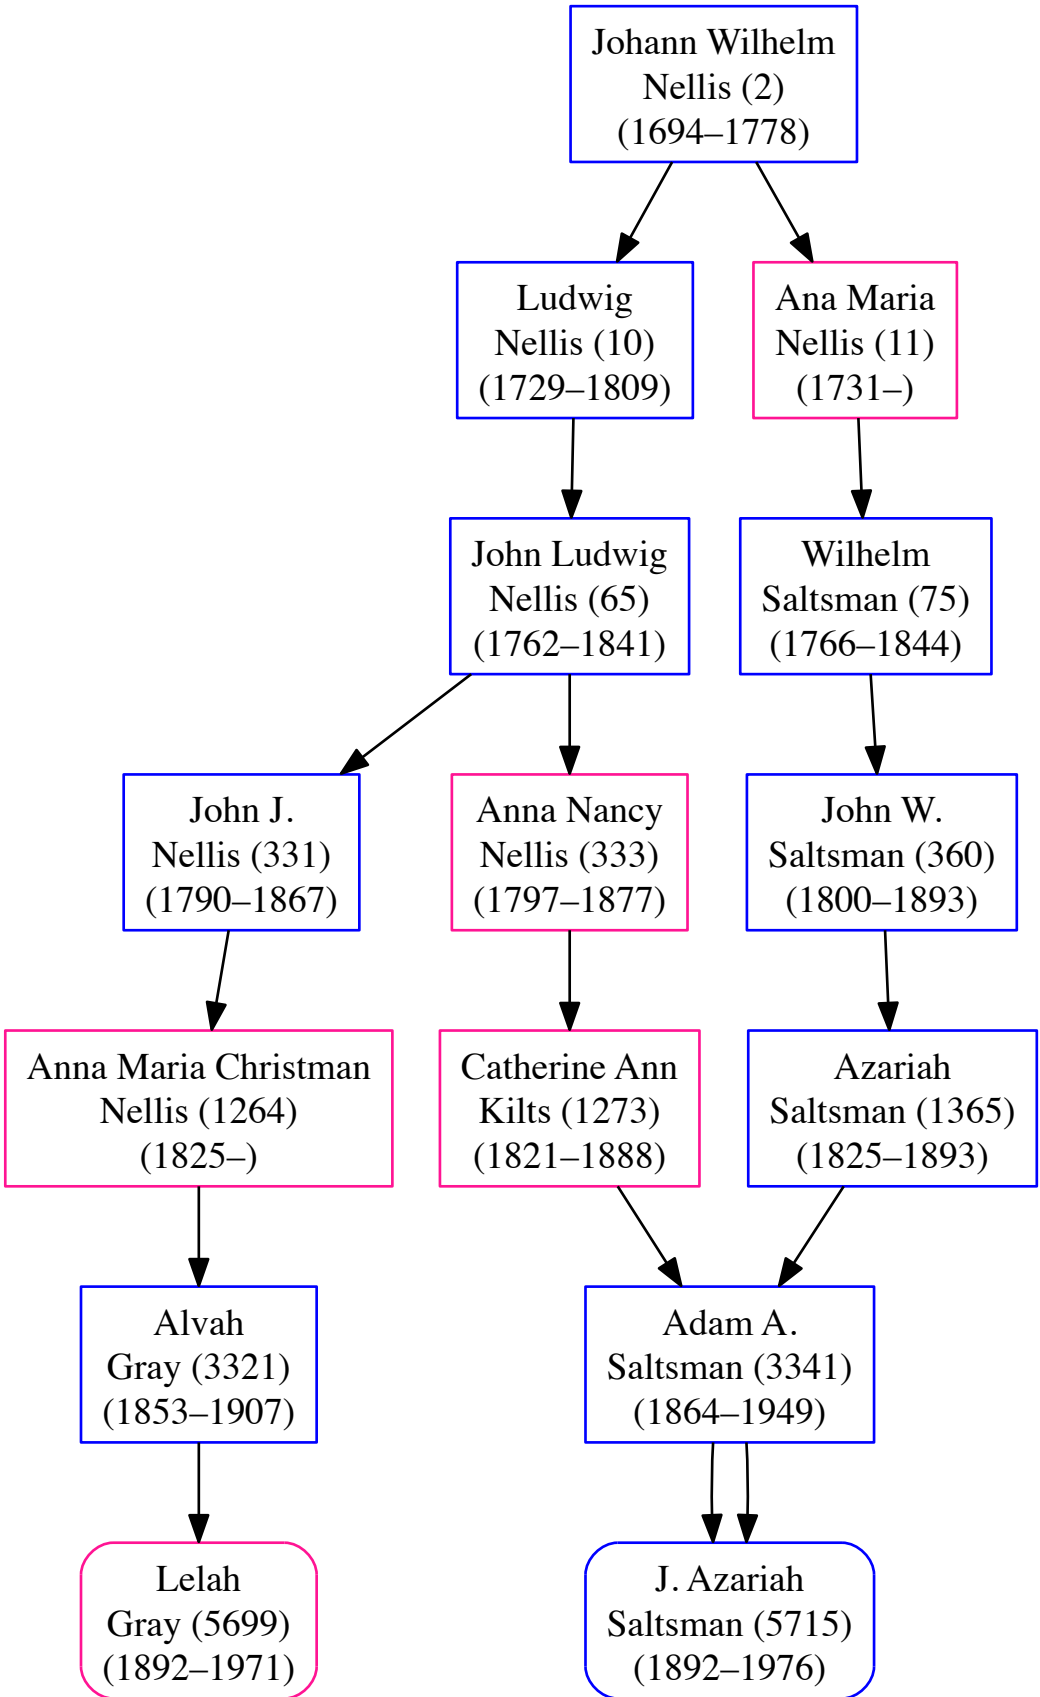 Johann Wilhelm
Nellis (2)
(1694–1778)
Ludwig
Nellis (10)
(1729–1809)
Ana Maria
Nellis (11)
(1731–)
John Ludwig
Nellis (65)
(1762–1841)
Wilhelm
Saltsman (75)
(1766–1844)
John J.
Nellis (331)
(1790–1867)
Anna Nancy
Nellis (333)
(1797–1877)
John W.
Saltsman (360)
(1800–1893)
Anna Maria Christman
Nellis (1264)
(1825–)
Catherine Ann
Kilts (1273)
(1821–1888)
Azariah
Saltsman (1365)
(1825–1893)
Alvah
Gray (3321)
(1853–1907)
Adam A.
Saltsman (3341)
(1864–1949)
Lelah
Gray (5699)
(1892–1971)
J. Azariah
Saltsman (5715)
(1892–1976)